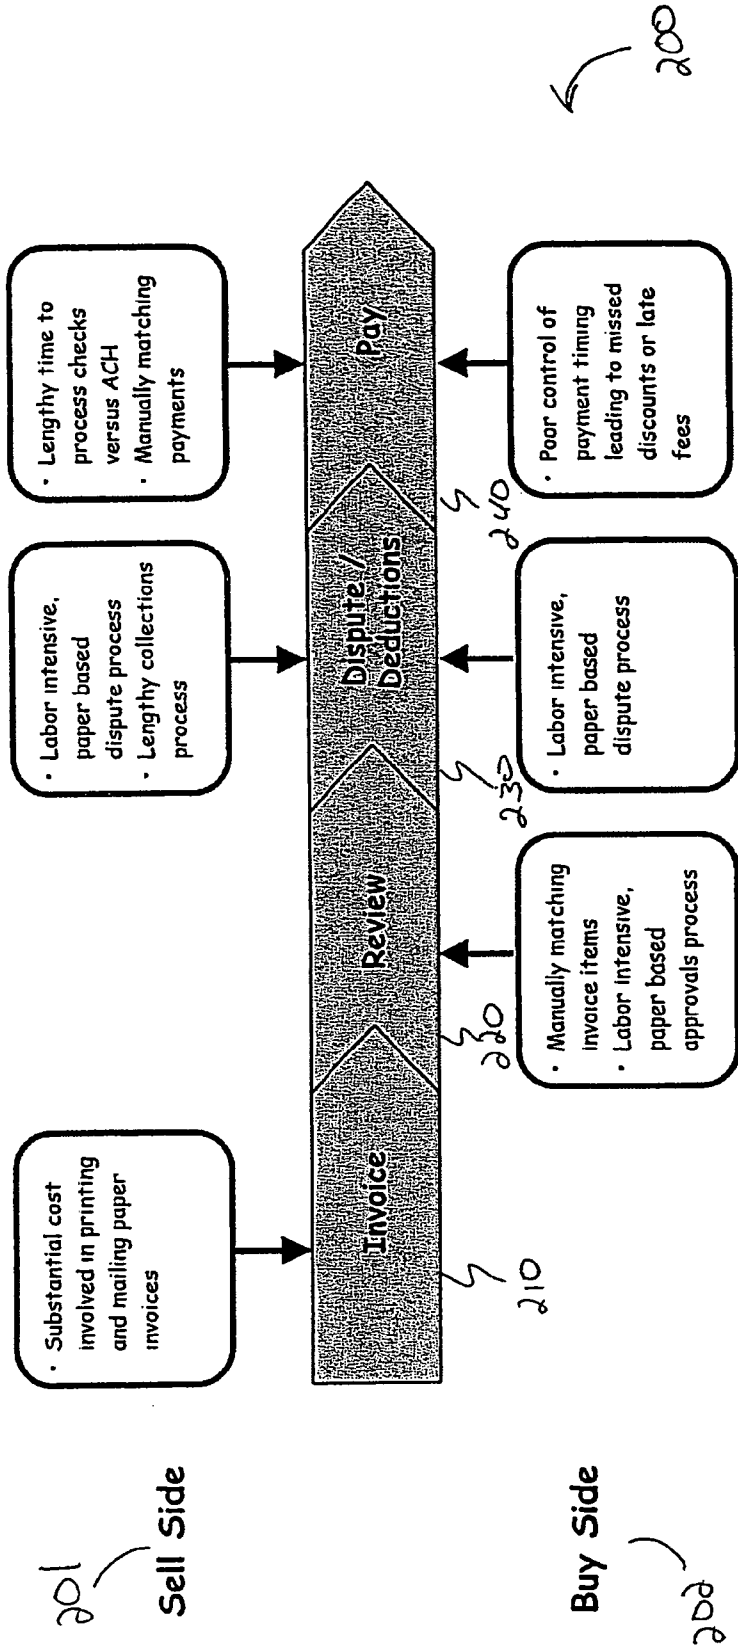 201
Sell Side
• Substantial cost
involved in printing
and mailing paper
invoices
• Labor intensive,
paper based
dispute process
• Lengthy collections
process
• Lengthy time to
process checks
versus ACH
• Manually matching
payments
Invoice
Review
Dispute /
Deductions
Pay
210
220
230
240
Buy Side
202
• Manually matching
invoice items
• Labor intensive,
paper based
approvals process
• Labor intensive,
paper based
dispute process
• Poor control of
payment timing
leading to missed
discounts or late
fees
200